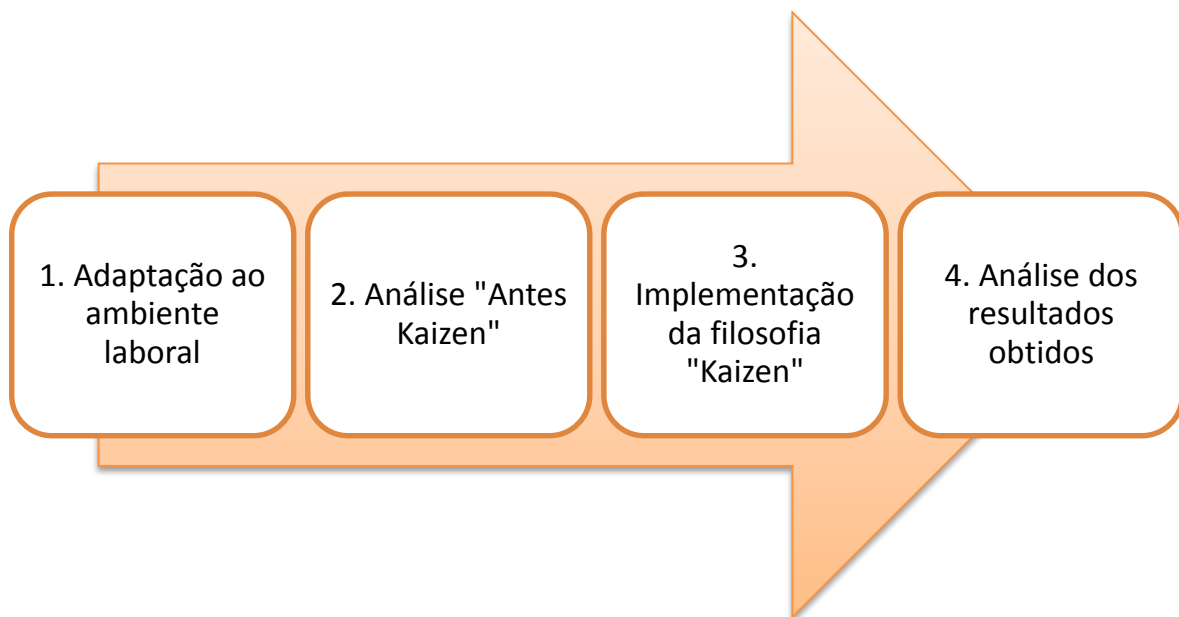 1. Adaptação ao
ambiente
laboral
2. Análise "Antes
Kaizen"
3.
Implementação
da filosofia
"Kaizen"
4. Análise dos
resultados
obtidos